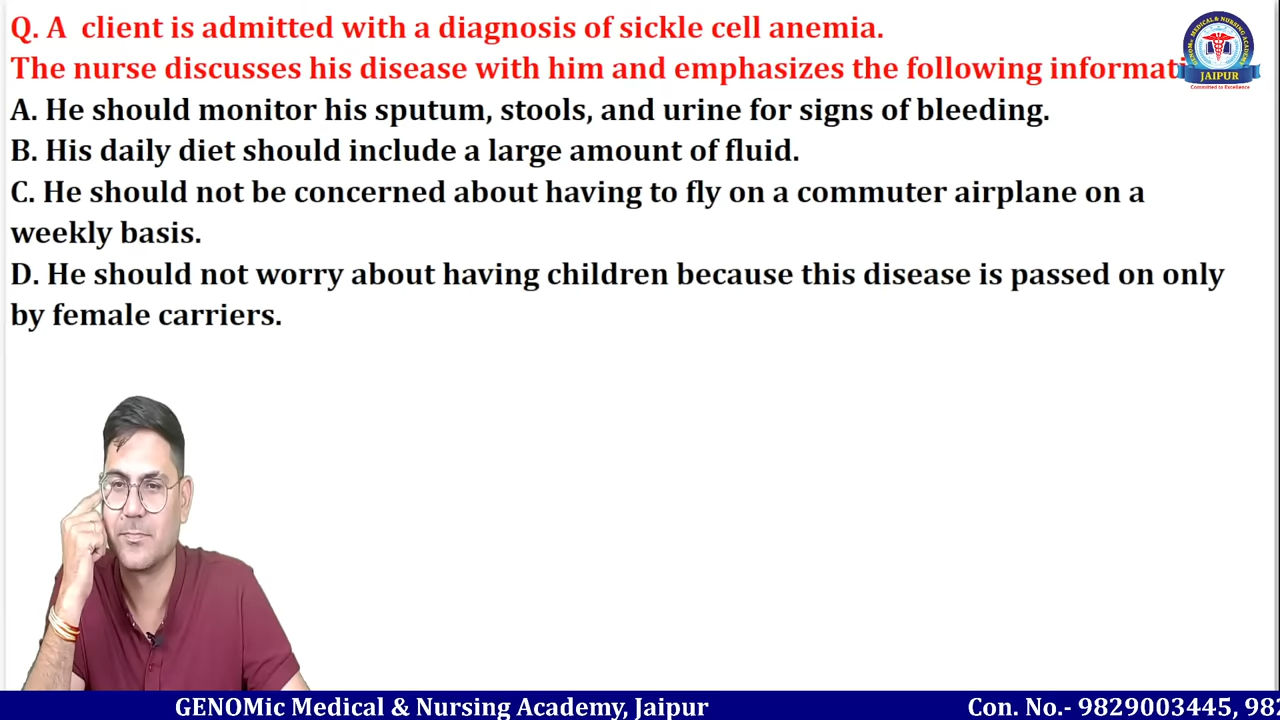 Q. A client is admitted with a diagnosis of sickle cell anemia.
The nurse discusses his disease with him and emphasizes the following
A. He should monitor his sputum, stools, and urine for signs of bleeding.
B. His daily diet should include a large amount of fluid.
C. He should not be concerned about having to fly on a commuter airplane on a
weekly basis.
D. He should not worry about having children because this disease is passed on only
by female carriers.
JAIPUR
Committed to Excellence
GENOMic Medical & Nursing Academy, Jaipur
Con. No.- 9829003445,